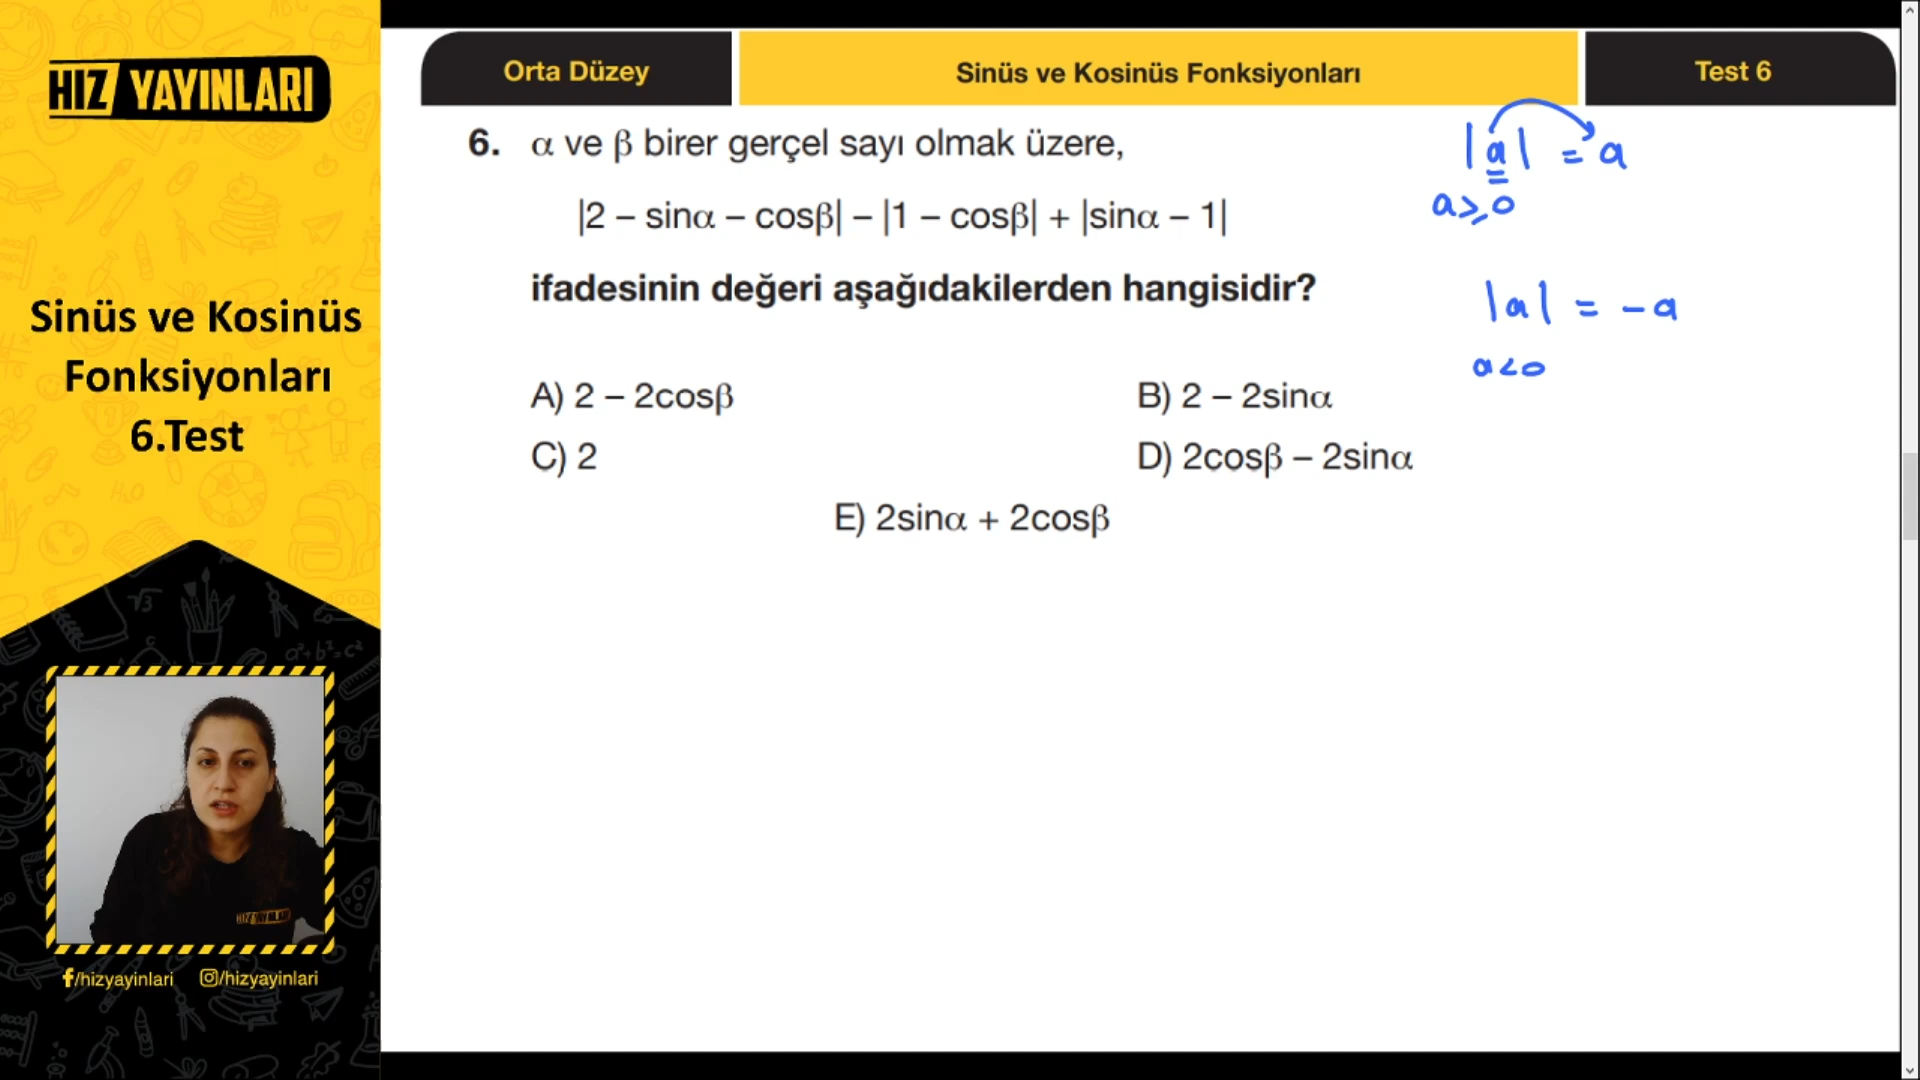 HIZ YAYINLARI
Sinüs ve Kosinüs
Fonksiyonları
6.Test
f/hizyayinlari /hizyayinlari
Orta Düzey
Sinüs ve Kosinüs Fonksiyonları
Test 6
6. α ve β birer gerçel sayı olmak üzere,
|2 – sinα – cosβ| – |1 – cosβ| + |sinα – 1|
ifadesinin değeri aşağıdakilerden hangisidir?
A) 2 – 2cosβ B) 2 – 2sinα
C) 2 D) 2cosβ – 2sinα
E) 2sinα + 2cosβ
|a| = a
a≥0
|a| = -a
a<0